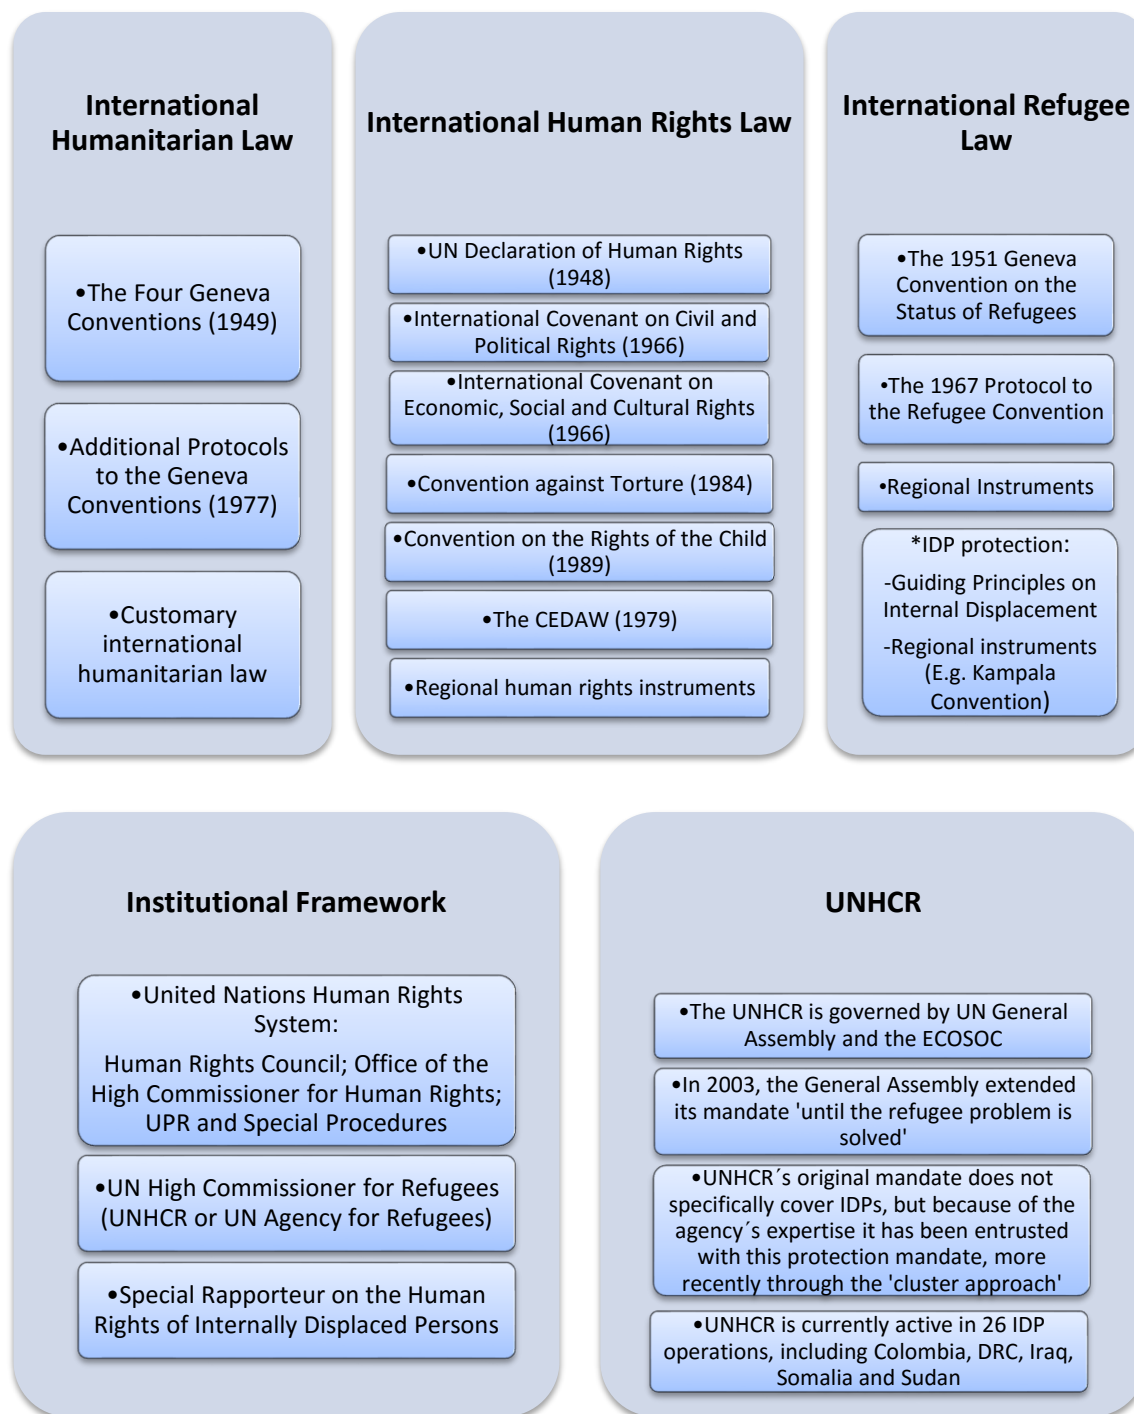 International
Humanitarian Law
•The Four Geneva
Conventions (1949)
•Additional Protocols
to the Geneva
Conventions (1977)
•Customary
international
humanitarian law
International Human Rights Law
•UN Declaration of Human Rights
(1948)
•International Covenant on Civil and
Political Rights (1966)
•International Covenant on
Economic, Social and Cultural Rights
(1966)
•Convention against Torture (1984)
•Convention on the Rights of the Child
(1989)
•The CEDAW (1979)
•Regional human rights instruments
International Refugee
Law
•The 1951 Geneva
Convention on the
Status of Refugees
•The 1967 Protocol to
the Refugee Convention
•Regional Instruments
*IDP protection:
-Guiding Principles on
Internal Displacement
-Regional instruments
(E.g. Kampala
Convention)
Institutional Framework
•United Nations Human Rights
System:
Human Rights Council; Office of the
High Commissioner for Human Rights;
UPR and Special Procedures
•UN High Commissioner for Refugees
(UNHCR or UN Agency for Refugees)
•Special Rapporteur on the Human
Rights of Internally Displaced Persons
UNHCR
•The UNHCR is governed by UN General
Assembly and the ECOSOC
•In 2003, the General Assembly extended
its mandate 'until the refugee problem is
solved'
•UNHCR´s original mandate does not
specifically cover IDPs, but because of the
agency´s expertise it has been entrusted
with this protection mandate, more
recently through the 'cluster approach'
•UNHCR is currently active in 26 IDP
operations, including Colombia, DRC, Iraq,
Somalia and Sudan